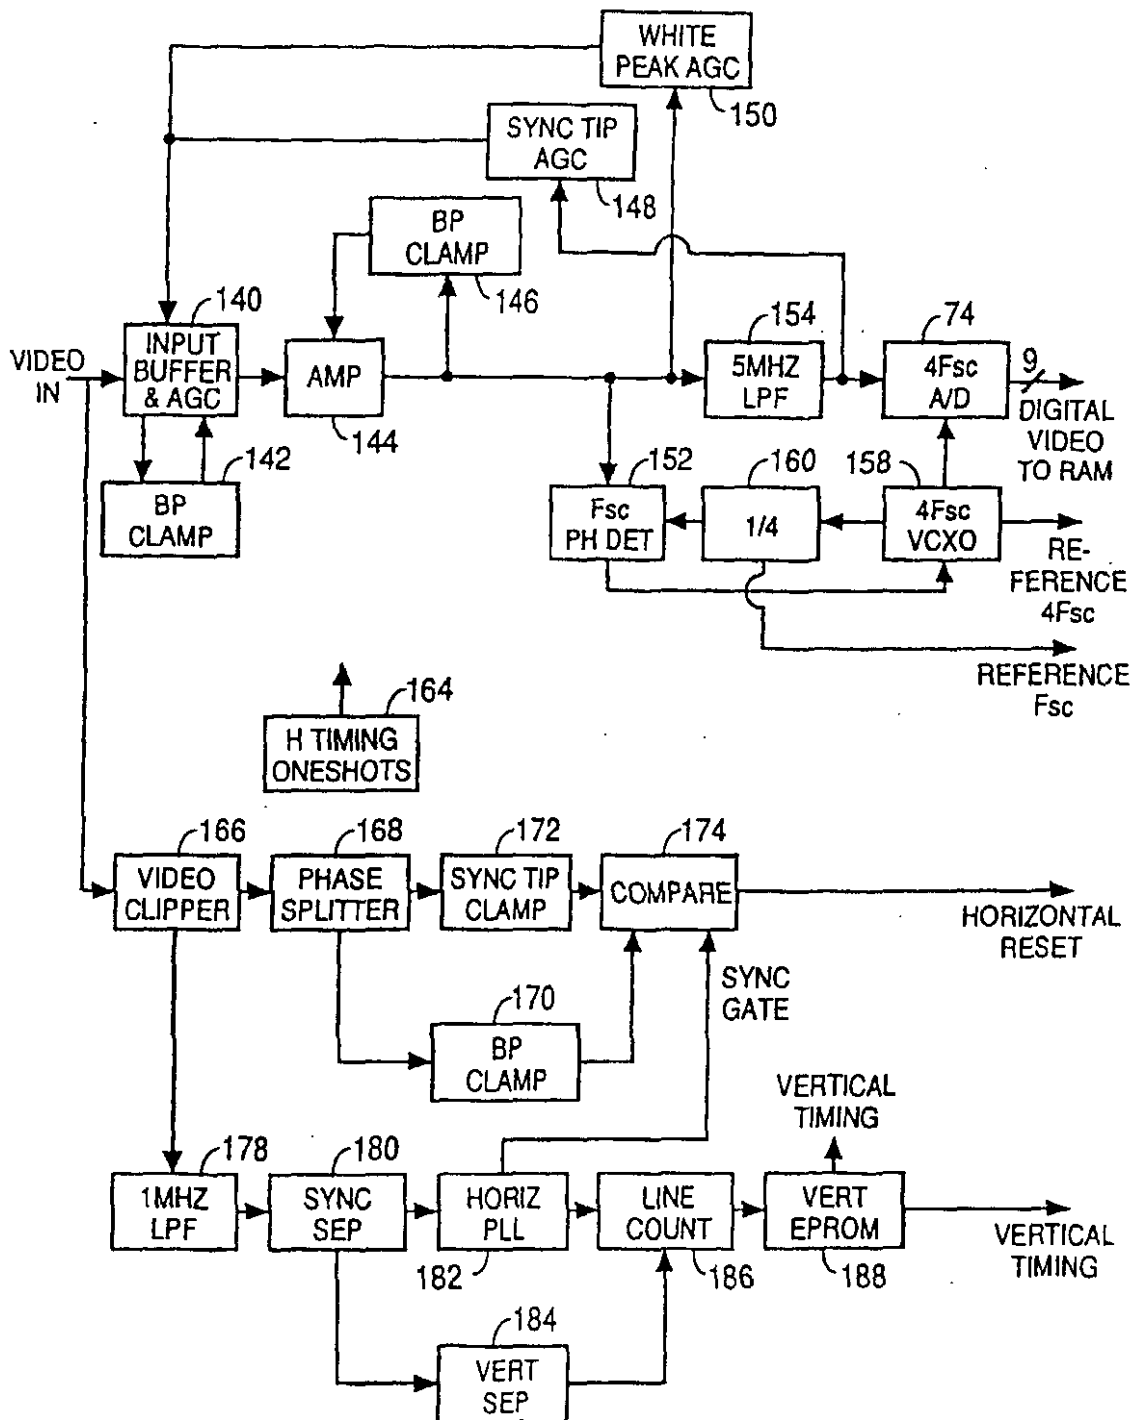 WHITE
PEAK AGC
150
SYNC TIP
AGC
148
BP
CLAMP
146
140
INPUT
BUFFER
& AGC
VIDEO
IN
AMP
144
142
BP
CLAMP
154
5MHZ
LPF
74
4Fsc
A/D
9
DIGITAL
VIDEO
TO RAM
152
Fsc
PH DET
160
1/4
158
4Fsc
VCXO
RE-
FERENCE
4Fsc
REFERENCE
Fsc
164
H TIMING
ONESHOTS
166
VIDEO
CLIPPER
168
PHASE
SPLITTER
172
SYNC TIP
CLAMP
174
COMPARE
HORIZONTAL
RESET
SYNC
GATE
170
BP
CLAMP
VERTICAL
TIMING
178
1MHZ
LPF
180
SYNC
SEP
HORIZ
PLL
182
LINE
COUNT
186
VERT
EPROM
188
VERTICAL
TIMING
184
VERT
SEP